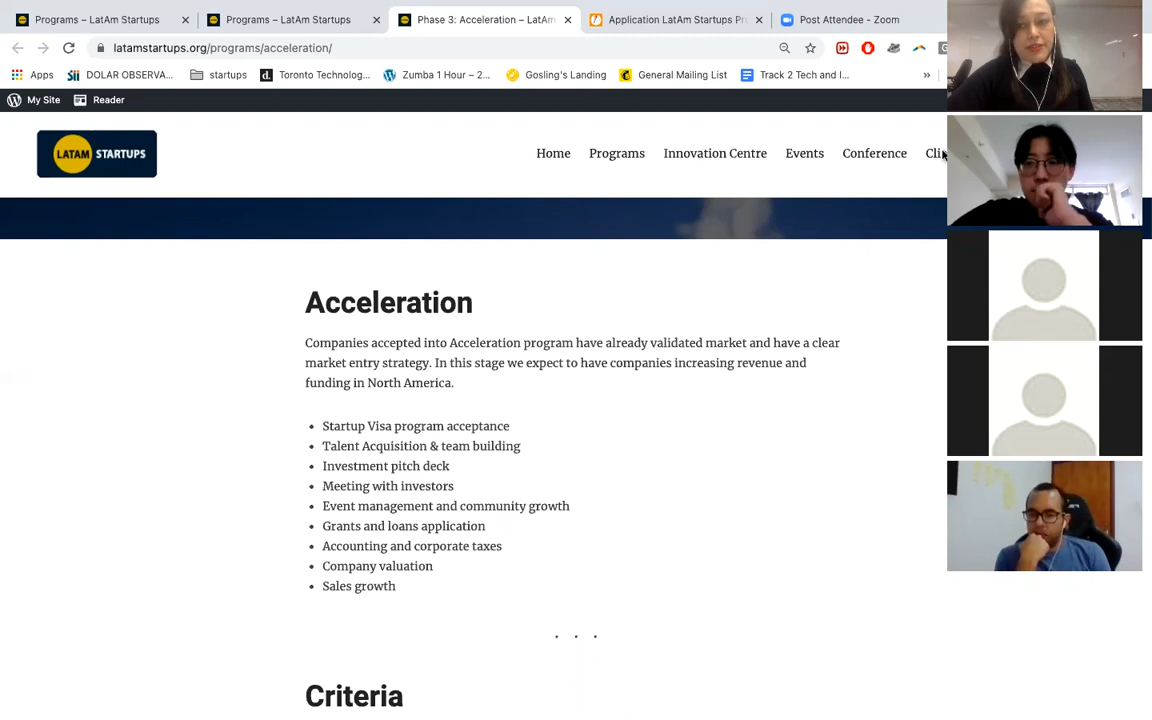 Programs – LatAm Startups
Programs – LatAm Startups
Phase 3: Acceleration – LatAm
Application LatAm Startups Pro
Post Attendee - Zoom
latamstartups.org/programs/acceleration/
Apps
DOLAR OBSERVA...
startups
Toronto Technolog...
Zumba 1 Hour – 2...
Gosling's Landing
General Mailing List
Track 2 Tech and I...
»
My Site
Reader
LATAM STARTUPS
Home
Programs
Innovation Centre
Events
Conference
Cli
Acceleration
Companies accepted into Acceleration program have already validated market and have a clear
market entry strategy. In this stage we expect to have companies increasing revenue and
funding in North America.
• Startup Visa program acceptance
• Talent Acquisition & team building
• Investment pitch deck
• Meeting with investors
• Event management and community growth
• Grants and loans application
• Accounting and corporate taxes
• Company valuation
• Sales growth
. . .
Criteria